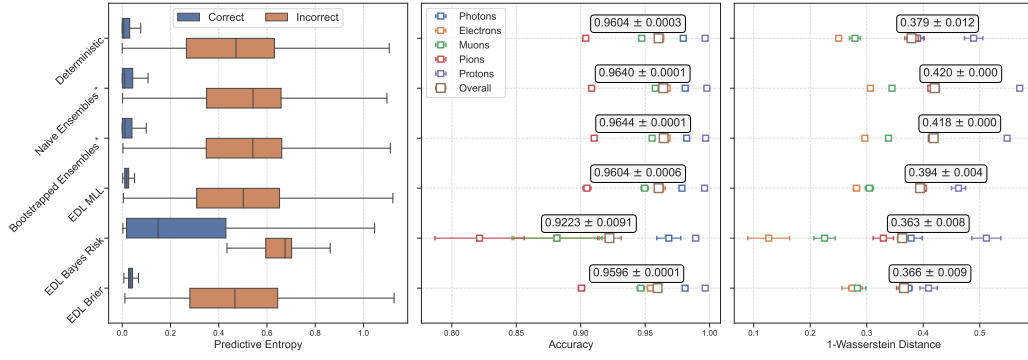 Correct
Incorrect
Deterministic
Naive Ensembles *
Bootstrapped Ensembles *
EDL MLL
EDL Bayes Risk
EDL Brier
0.0
0.2
0.4
0.6
0.8
1.0
Predictive Entropy
Photons
Electrons
Muons
Pions
Protons
Overall
0.9604 ± 0.0003
0.9640 ± 0.0001
0.9644 ± 0.0001
0.9604 ± 0.0006
0.9223 ± 0.0091
0.9596 ± 0.0001
0.80
0.85
0.90
0.95
1.00
Accuracy
0.379 ± 0.012
0.420 ± 0.000
0.418 ± 0.000
0.394 ± 0.004
0.363 ± 0.008
0.366 ± 0.009
0.1
0.2
0.3
0.4
0.5
1-Wasserstein Distance